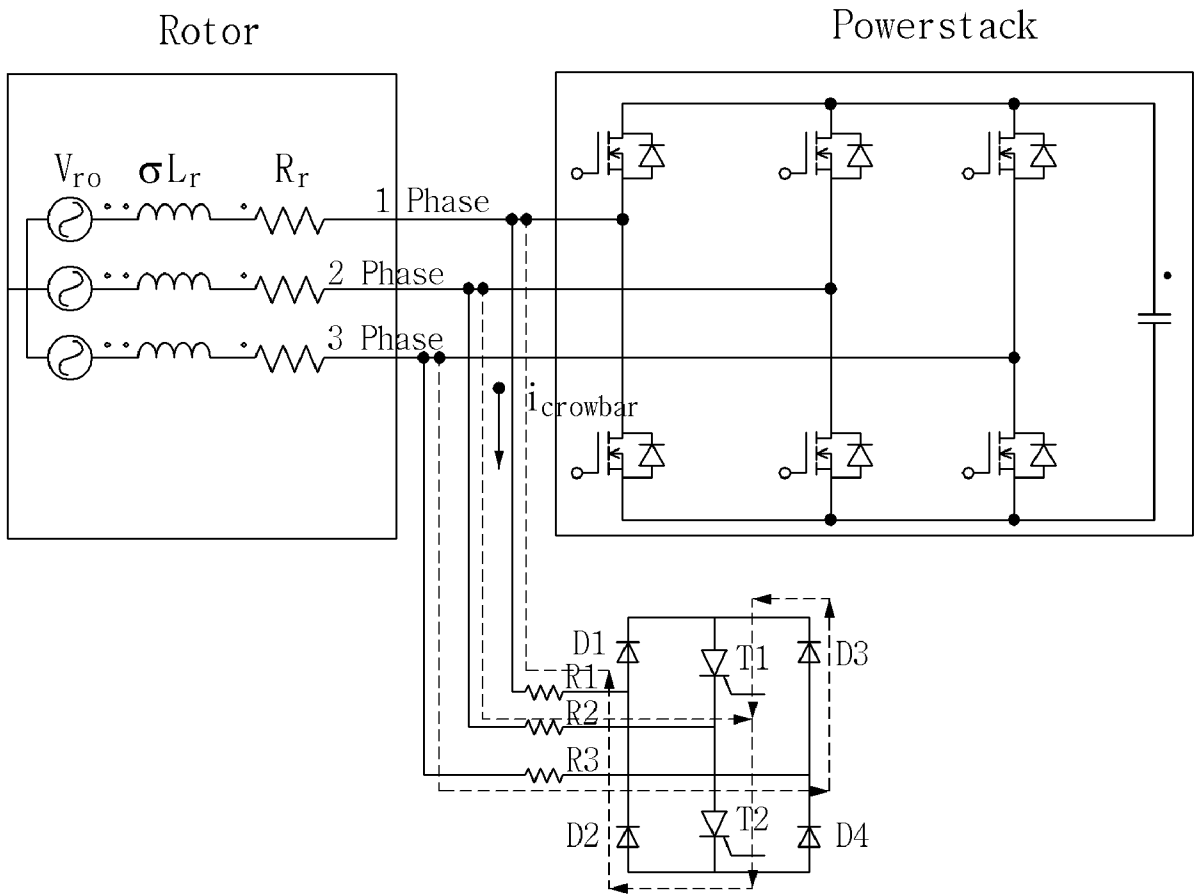 Rotor
Powerstack
Vro
σLr
Rr
1 Phase
2 Phase
3 Phase
icrowbar
D1
T1
D3
R1
R2
R3
D2
T2
D4